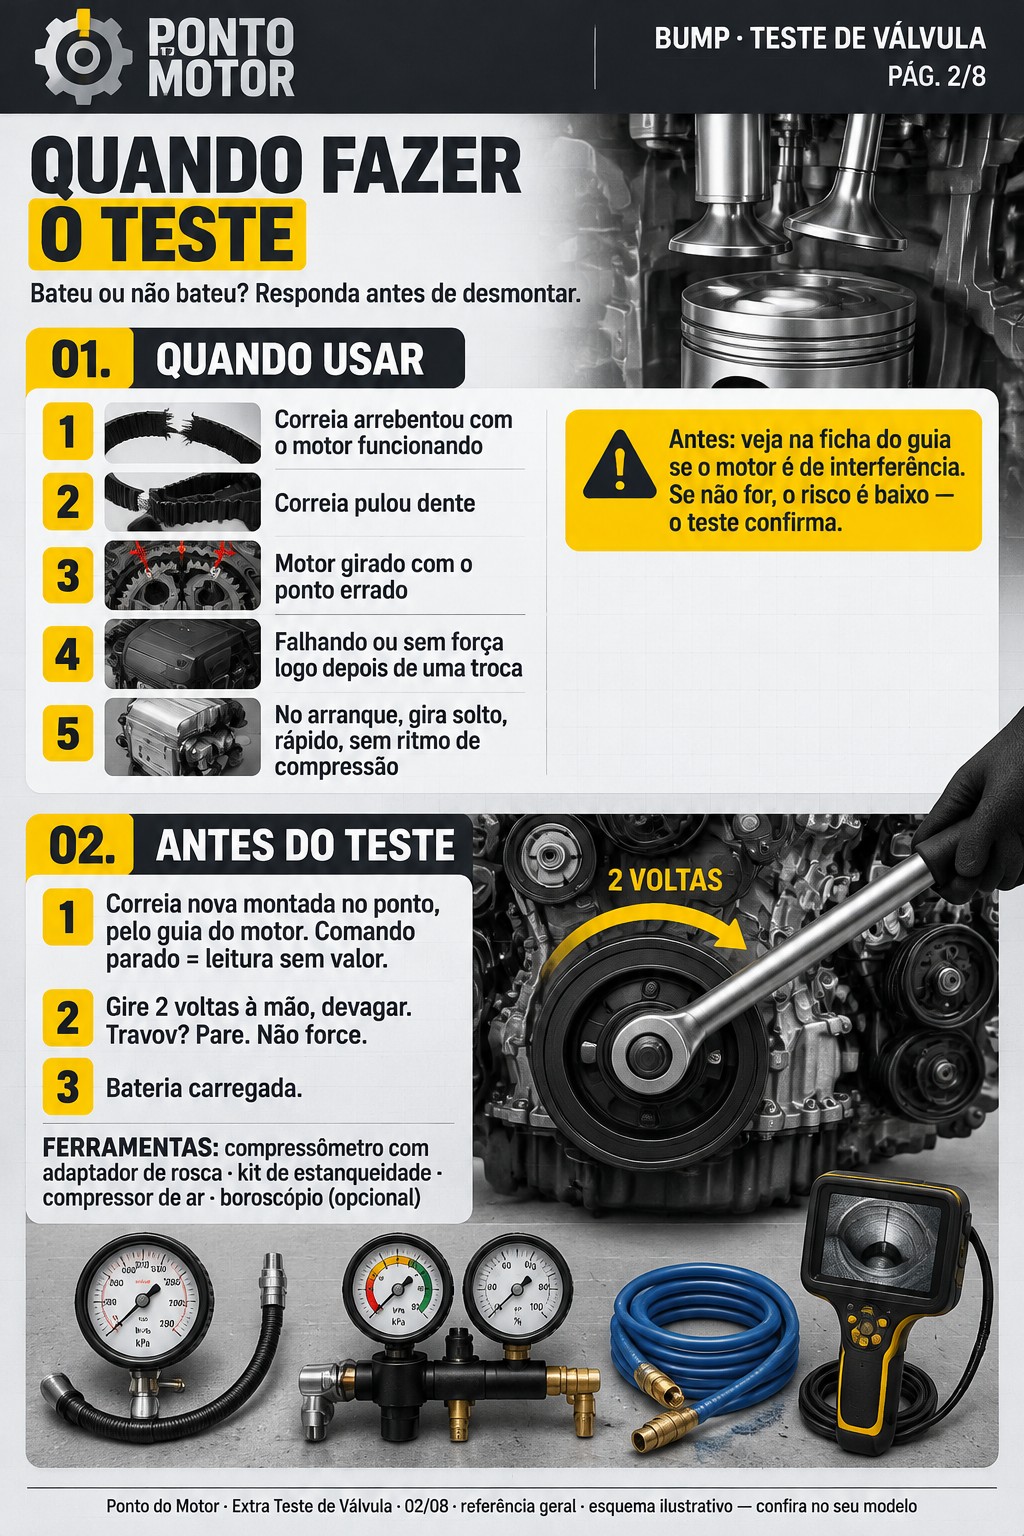 PONTO
MOTOR
BUMP · TESTE DE VÁLVULA
PÁG. 2/8
QUANDO FAZER
O TESTE
Bateu ou não bateu? Responda antes de desmontar.
01. QUANDO USAR
1 Correia arrebentou com
o motor funcionando
2 Correia pulou dente
3 Motor girado com o
ponto errado
4 Falhando ou sem força
logo depois de uma troca
5 No arranque, gira solto,
rápido, sem ritmo de
compressão
Antes: veja na ficha do guia
se o motor é de interferência.
Se não for, o risco é baixo —
o teste confirma.
02. ANTES DO TESTE
1 Correia nova montada no ponto,
pelo guia do motor. Comando
parado = leitura sem valor.
2 Gire 2 voltas à mão, devagar.
Travov? Pare. Não force.
3 Bateria carregada.
FERRAMENTAS: compressômetro com
adaptador de rosca · kit de estanqueidade ·
compressor de ar · boroscópio (opcional)
2 VOLTAS
kPa
60
80
100
%
Ponto do Motor · Extra Teste de Válvula · 02/08 · referência geral · esquema ilustrativo — confira no seu modelo